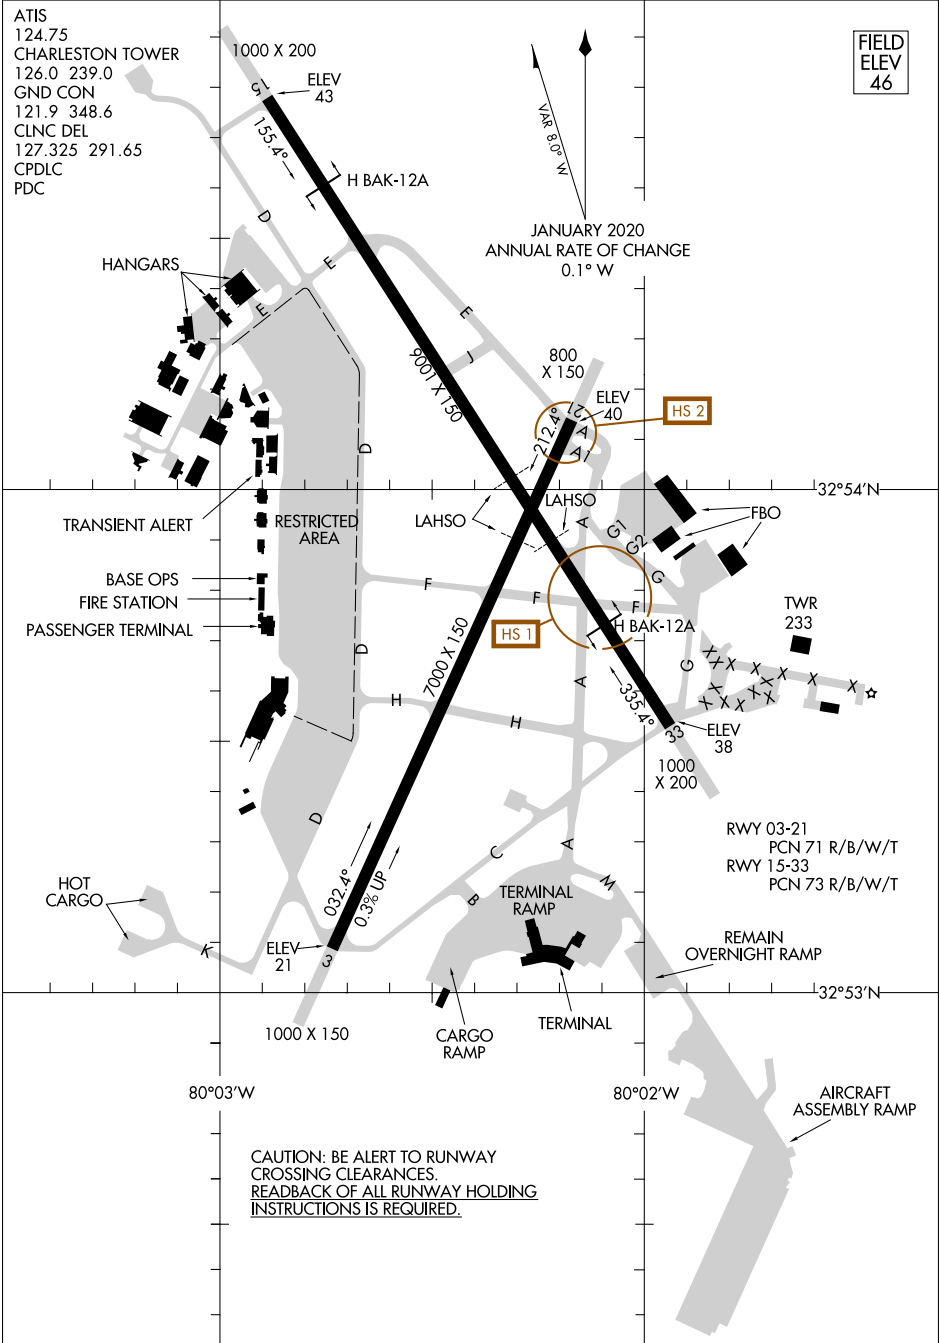 ATIS
124.75
CHARLESTON TOWER
126.0 239.0
GND CON
121.9 348.6
CLNC DEL
127.325 291.65
CPDLC
PDC
1000 X 200
FIELD
ELEV
46
ELEV
43
15
155.4°
VAR 8.0° W
H BAK-12A
D
JANUARY 2020
ANNUAL RATE OF CHANGE
0.1° W
HANGARS
E
E
E
J
9001 X 150
800
X 150
ELEV
40
HS 2
21
212.4°
A
A1
D
32°54'N
TRANSIENT ALERT
RESTRICTED
AREA
LAHSO
LAHSO
FBO
A
G1
G2
G
BASE OPS
FIRE STATION
PASSENGER TERMINAL
F
F
F
HS 1
H BAK-12A
TWR
233
D
7000 X 150
G
A
335.4°
X X X X X X X
X X X X X X X
H
H
33
ELEV
38
1000
X 200
D
RWY 03-21
PCN 71 R/B/W/T
RWY 15-33
PCN 73 R/B/W/T
C
A
M
B
HOT
CARGO
K
032.4°
0.3% UP
ELEV
21
3
TERMINAL
RAMP
REMAIN
OVERNIGHT RAMP
32°53'N
1000 X 150
CARGO
RAMP
TERMINAL
80°03'W
80°02'W
AIRCRAFT
ASSEMBLY RAMP
CAUTION: BE ALERT TO RUNWAY
CROSSING CLEARANCES.
READBACK OF ALL RUNWAY HOLDING
INSTRUCTIONS IS REQUIRED.